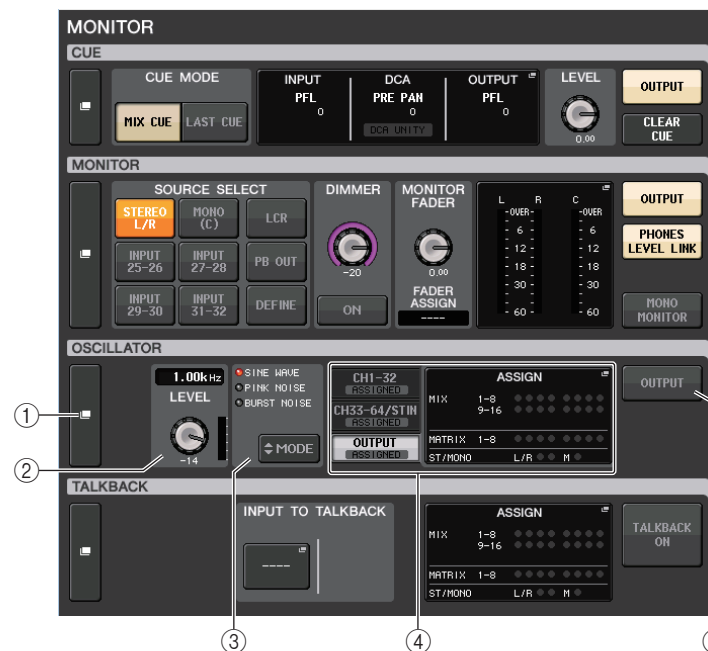 MONITOR
CUE
CUE MODE
MIX CUE
LAST CUE
INPUT
PFL
0
DCA
PRE PAN
0
DCA UNITY
OUTPUT
PFL
0
LEVEL
0.00
OUTPUT
CLEAR
CUE
MONITOR
SOURCE SELECT
STEREO
L/R
MONO
(C)
LCR
INPUT
25-26
INPUT
27-28
PB OUT
INPUT
29-30
INPUT
31-32
DEFINE
DIMMER
-20
ON
MONITOR
FADER
0.00
FADER
ASSIGN
----
L R C
-OVER- -OVER
- 6 - - 6
- 12 - - 12
- 18 - - 18
- 30 - - 30
- 60 - - 60
OUTPUT
PHONES
LEVEL LINK
MONO
MONITOR
OSCILLATOR
1.00kHz
LEVEL
-14
SINE WAVE
PINK NOISE
BURST NOISE
MODE
CH1-32
ASSIGNED
CH33-64/STIN
ASSIGNED
OUTPUT
ASSIGNED
ASSIGN
MIX 1-8
9-16
MATRIX 1-8
ST/MONO L/R M
OUTPUT
1
2
TALKBACK
INPUT TO TALKBACK
----
ASSIGN
MIX 1-8
9-16
MATRIX 1-8
ST/MONO L/R M
TALKBACK
ON
3
4